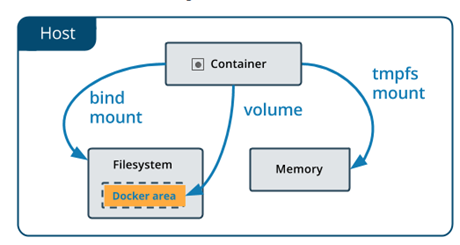 Host
Container
bind
mount
volume
tmpfs
mount
Filesystem
Docker area
Memory